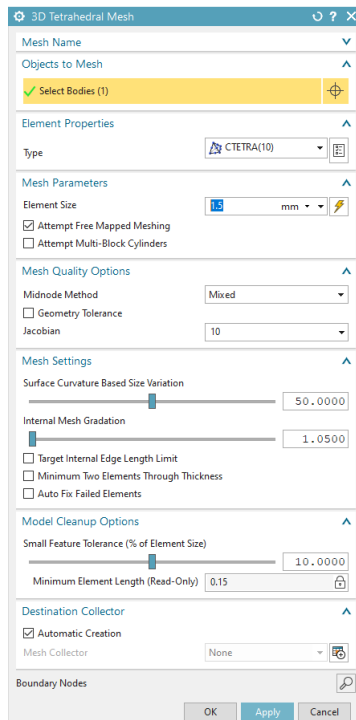 3D Tetrahedral Mesh
Mesh Name
Objects to Mesh
Select Bodies (1)
Element Properties
Type CTETRA(10)
Mesh Parameters
Element Size 1.5 mm
Attempt Free Mapped Meshing
Attempt Multi-Block Cylinders
Mesh Quality Options
Midnode Method Mixed
Geometry Tolerance
Jacobian 10
Mesh Settings
Surface Curvature Based Size Variation
50.0000
Internal Mesh Gradation
1.0500
Target Internal Edge Length Limit
Minimum Two Elements Through Thickness
Auto Fix Failed Elements
Model Cleanup Options
Small Feature Tolerance (% of Element Size)
10.0000
Minimum Element Length (Read-Only) 0.15
Destination Collector
Automatic Creation
Mesh Collector None
Boundary Nodes
OK Apply Cancel